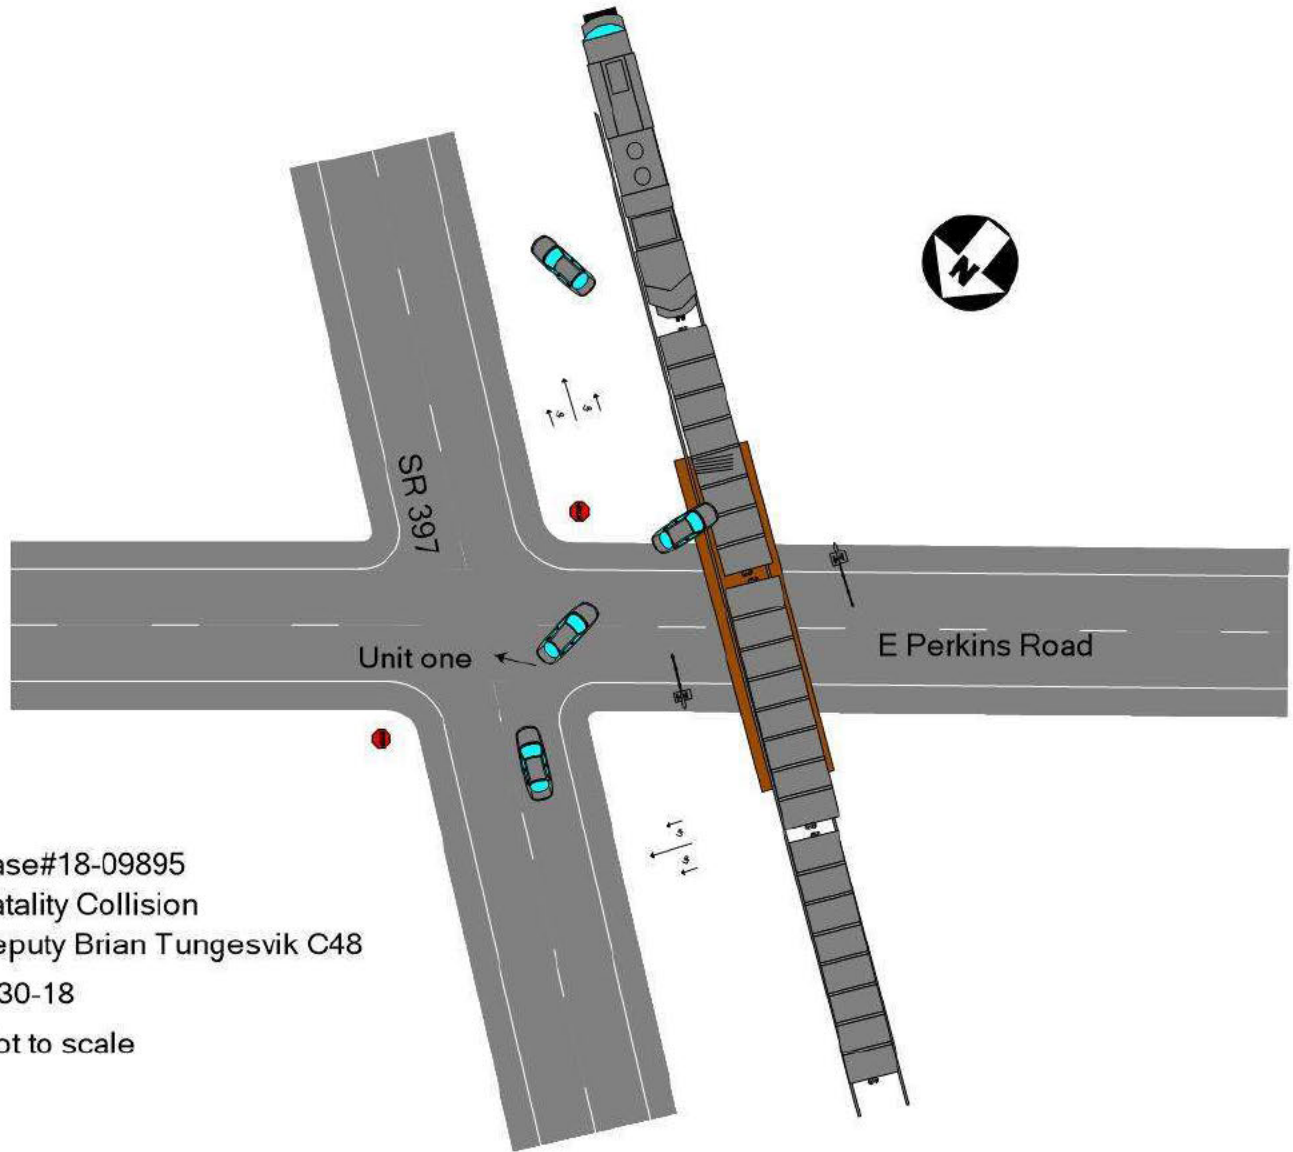 N
SR 397
E Perkins Road
Unit one
ase#18-09895
atality Collision
eputy Brian Tungesvik C48
30-18
ot to scale